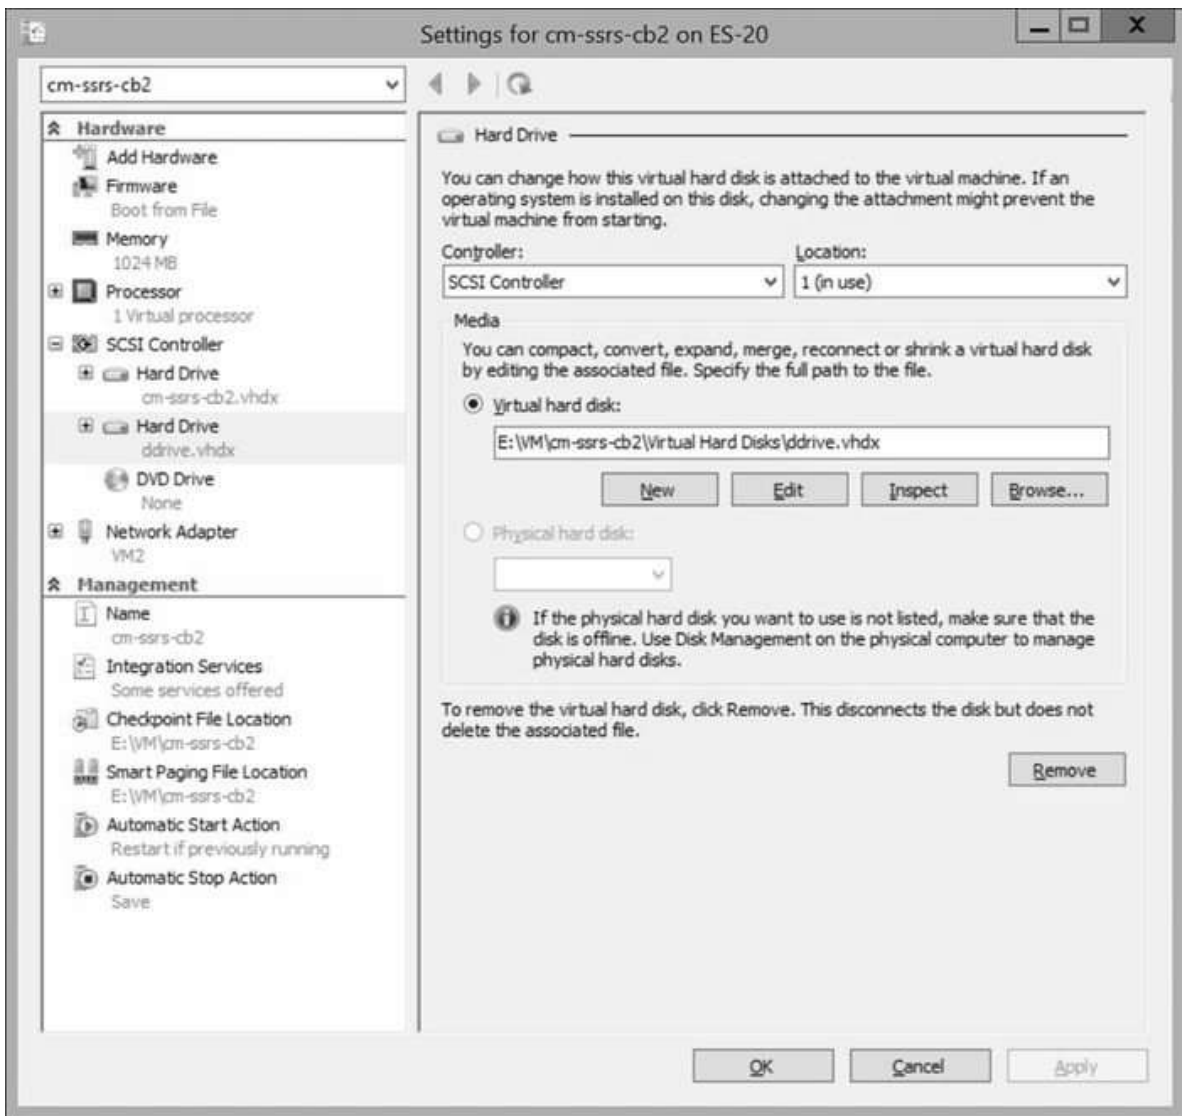 Settings for cm-ssrs-cb2 on ES-20
cm-ssrs-cb2
Hardware
Add Hardware
Firmware
Boot from File
Memory
1024 MB
Processor
1 Virtual processor
SCSI Controller
Hard Drive
cm-ssrs-cb2.vhdx
Hard Drive
ddrive.vhdx
DVD Drive
None
Network Adapter
VM2
Management
Name
cm-ssrs-cb2
Integration Services
Some services offered
Checkpoint File Location
E:\VM\cm-ssrs-cb2
Smart Paging File Location
E:\VM\cm-ssrs-cb2
Automatic Start Action
Restart if previously running
Automatic Stop Action
Save
Hard Drive
You can change how this virtual hard disk is attached to the virtual machine. If an
operating system is installed on this disk, changing the attachment might prevent the
virtual machine from starting.
Controller:
Location:
SCSI Controller
1 (in use)
Media
You can compact, convert, expand, merge, reconnect or shrink a virtual hard disk
by editing the associated file. Specify the full path to the file.
Virtual hard disk:
E:\VM\cm-ssrs-cb2\Virtual Hard Disks\ddrive.vhdx
New
Edit
Inspect
Browse...
Physical hard disk:
If the physical hard disk you want to use is not listed, make sure that the
disk is offline. Use Disk Management on the physical computer to manage
physical hard disks.
To remove the virtual hard disk, click Remove. This disconnects the disk but does not
delete the associated file.
Remove
OK
Cancel
Apply